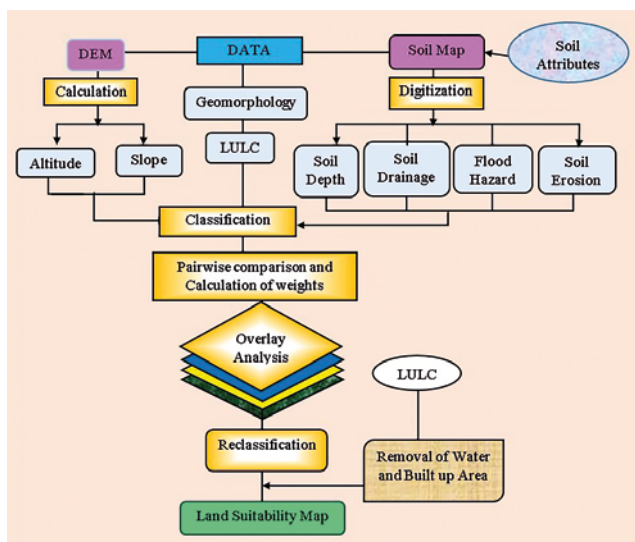 DEM
DATA
Soil Map
Soil
Attributes
Calculation
Geomorphology
Digitization
Altitude
Slope
LULC
Soil
Depth
Soil
Drainage
Flood
Hazard
Soil
Erosion
Classification
Pairwise comparison and
Calculation of weights
Overlay
Analysis
LULC
Reclassification
Removal of Water
and Built up Area
Land Suitability Map